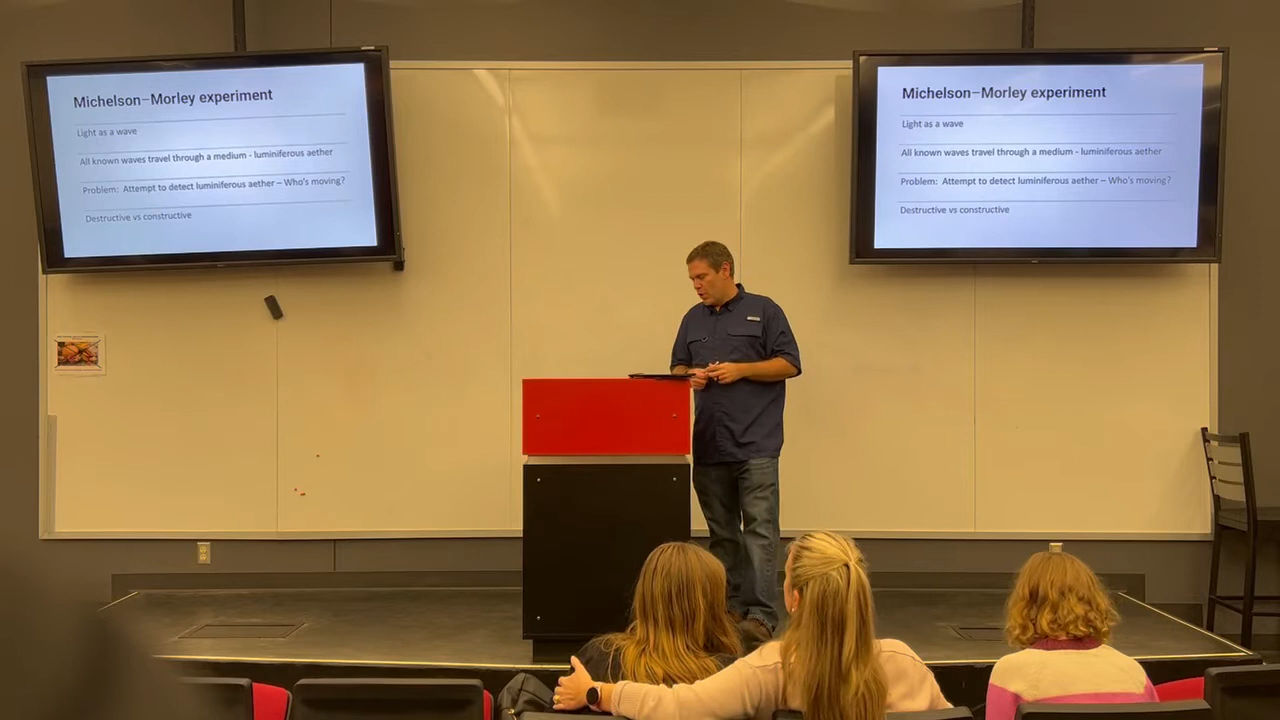 Michelson–Morley experiment
Light as a wave
All known waves travel through a medium - luminiferous aether
Problem: Attempt to detect luminiferous aether – Who's moving?
Destructive vs constructive
Michelson–Morley experiment
Light as a wave
All known waves travel through a medium - luminiferous aether
Problem: Attempt to detect luminiferous aether – Who's moving?
Destructive vs constructive